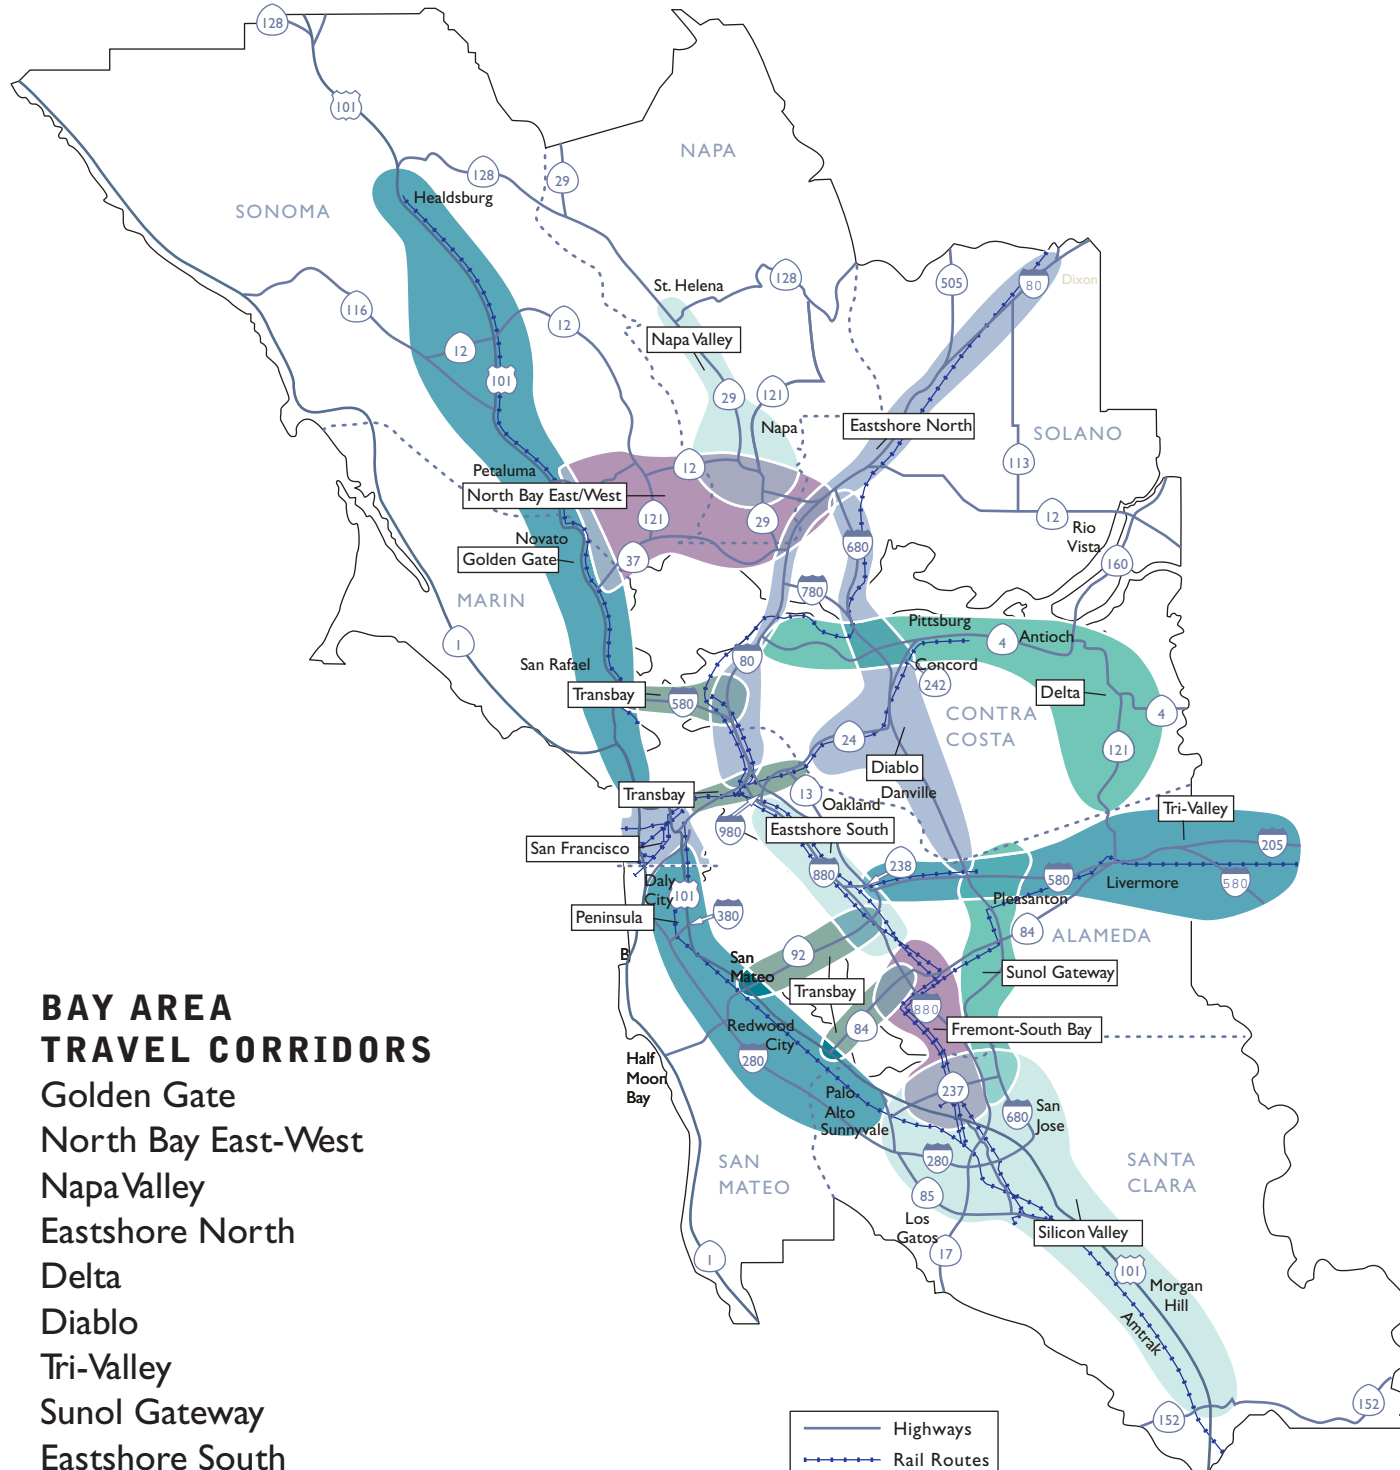 128
101
NAPA
128
29
Healdsburg
SONOMA
St. Helena
128
505
80
Dixon
116
12
12
Napa Valley
101
29
121
Napa
Eastshore North
SOLANO
113
Petaluma
12
North Bay East/West
121
29
12
Rio
Vista
Novato
680
Golden Gate
37
160
780
MARIN
Pittsburg
1
4
Antioch
San Rafael
80
Concord
242
Transbay
580
Delta
CONTRA
COSTA
4
24
121
Diablo
Danville
Transbay
13
Oakland
Tri-Valley
980
Eastshore South
San Francisco
205
238
880
580
580
Daly
City
101
Livermore
Pleasanton
Peninsula
380
84
ALAMEDA
B
92
San
Mateo
Sunol Gateway
Transbay
880
Redwood
City
84
Fremont-South Bay
BAY AREA
TRAVEL CORRIDORS
Golden Gate
North Bay East-West
Napa Valley
Eastshore North
Delta
Diablo
Tri-Valley
Sunol Gateway
Eastshore South
280
Half
Moon
Bay
237
Palo
Alto
Sunnyvale
680
San
Jose
280
SAN
MATEO
SANTA
CLARA
85
Los
Gatos
Silicon Valley
17
1
101
Morgan
Hill
Amtrak
152
152
Highways
Rail Routes